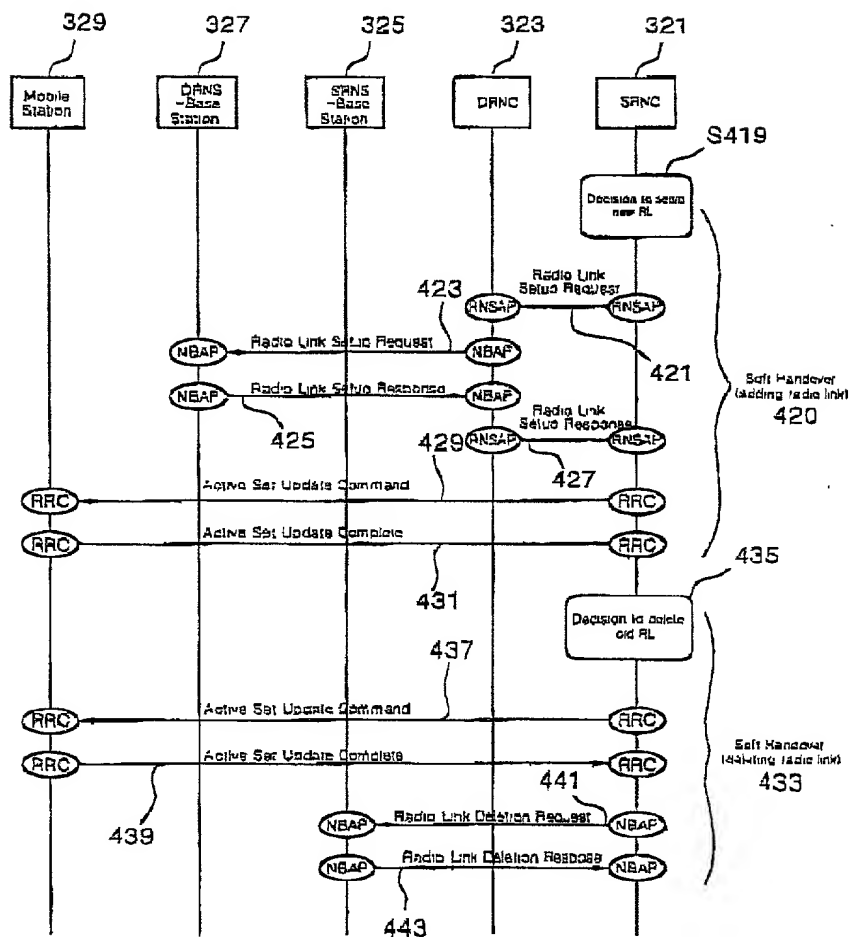 329
327
325
323
321
Mobile
Station
DRNS
-Base
Station
SRNS
-Base
Station
DRNC
SRNC
S419
Decision to setup
new RL
Radio Link
Setup Request
RNSAP
RNSAP
423
421
Radio Link Setup Request
NBAP
NBAP
Radio Link Setup Response
NBAP
NBAP
425
Radio Link
Setup Response
RNSAP
RNSAP
427
Soft Handover
(adding radio link)
420
429
Active Set Update Command
RRC
RRC
Active Set Update Complete
RRC
RRC
431
435
Decision to delete
old RL
437
Active Set Update Command
RRC
RRC
Active Set Update Complete
RRC
RRC
439
Soft Handover
(deleting radio link)
433
441
Radio Link Deletion Request
NBAP
NBAP
Radio Link Deletion Response
NBAP
NBAP
443